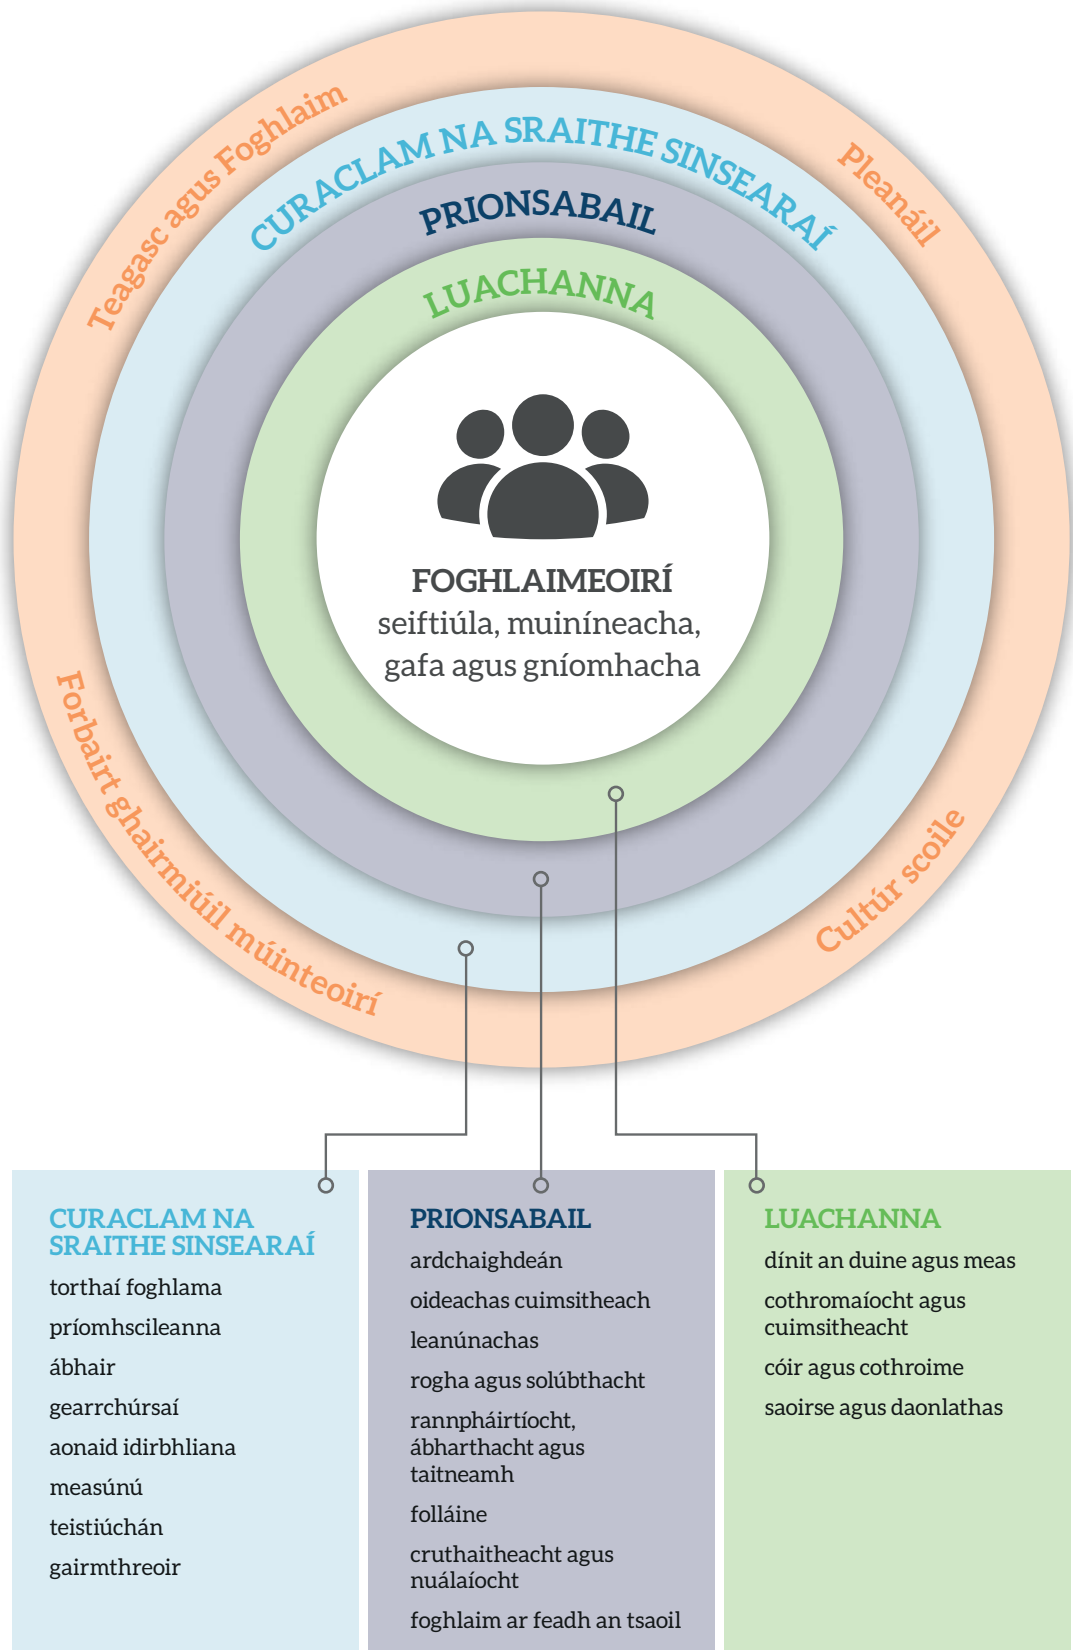 Teagasc agus Foghlaim
Pleanáil
CURACLAM NA SRAITHE SINSEARAÍ
PRIONSABAIL
LUACHANNA
FOGHLAIMEOIRÍ
seiftiúla, muiníneacha,
gafa agus gníomhacha
Forbairt ghairmiúil múinteoirí
Cultúr scoile
CURACLAM NA
SRAITHE SINSEARAÍ
torthaí foghlama
príomhscileanna
ábhair
gearrchúrsaí
aonaid idirbhliana
measúnú
teistiúchán
gairmthreoir
PRIONSABAIL
ardchaighdeán
oideachas cuimsitheach
leanúnachas
rogha agus solúbthacht
rannpháirtíocht,
ábharthacht agus
taitneamh
folláine
cruthaitheacht agus
nuálaíocht
foghlaim ar feadh an tsaoil
LUACHANNA
dínit an duine agus meas
cothromaíocht agus
cuimsitheacht
cóir agus cothroime
saoirse agus daonlathas